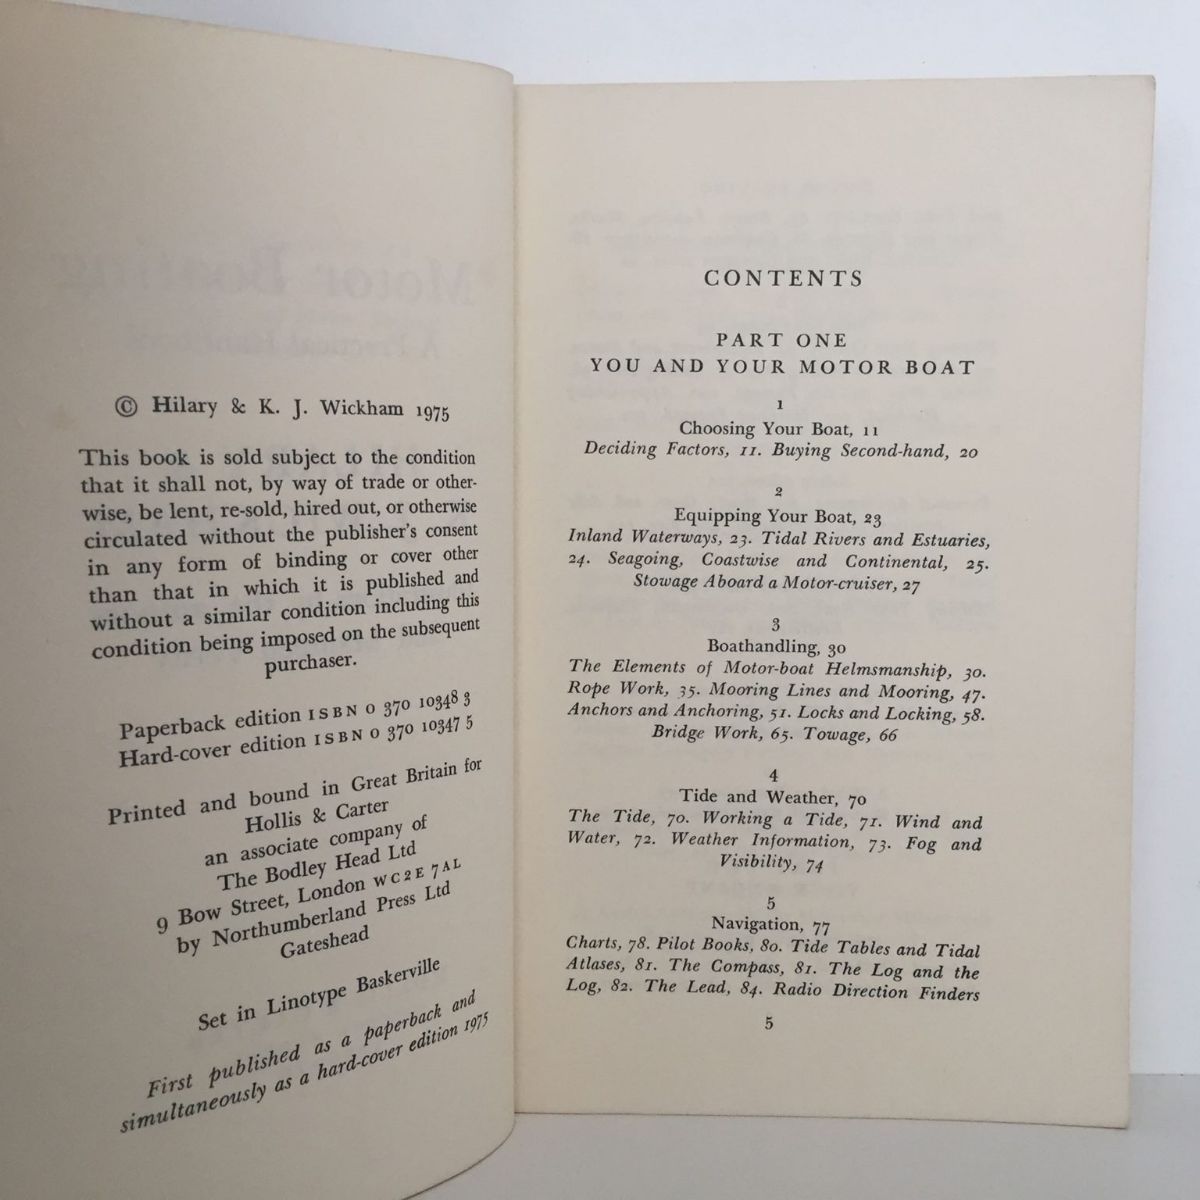 © Hilary & K. J. Wickham 1975
This book is sold subject to the condition
that it shall not, by way of trade or other-
wise, be lent, re-sold, hired out, or otherwise
circulated without the publisher's consent
in any form of binding or cover other
than that in which it is published and
without a similar condition including this
condition being imposed on the subsequent
purchaser.
Paperback edition ISBN 0 370 10348 3
Hard-cover edition ISBN 0 370 10347 5
Printed and bound in Great Britain for
Hollis & Carter
an associate company of
The Bodley Head Ltd
9 Bow Street, London WC2E 7AL
by Northumberland Press Ltd
Gateshead
Set in Linotype Baskerville
First published as a paperback and
simultaneously as a hard-cover edition 1975
CONTENTS
PART ONE
YOU AND YOUR MOTOR BOAT
1
Choosing Your Boat, 11
Deciding Factors, 11. Buying Second-hand, 20
2
Equipping Your Boat, 23
Inland Waterways, 23. Tidal Rivers and Estuaries,
24. Seagoing, Coastwise and Continental, 25.
Stowage Aboard a Motor-cruiser, 27
3
Boathandling, 30
The Elements of Motor-boat Helmsmanship, 30.
Rope Work, 35. Mooring Lines and Mooring, 47.
Anchors and Anchoring, 51. Locks and Locking, 58.
Bridge Work, 65. Towage, 66
4
Tide and Weather, 70
The Tide, 70. Working a Tide, 71. Wind and
Water, 72. Weather Information, 73. Fog and
Visibility, 74
5
Navigation, 77
Charts, 78. Pilot Books, 80. Tide Tables and Tidal
Atlases, 81. The Compass, 81. The Log and the
Log, 82. The Lead, 84. Radio Direction Finders
5